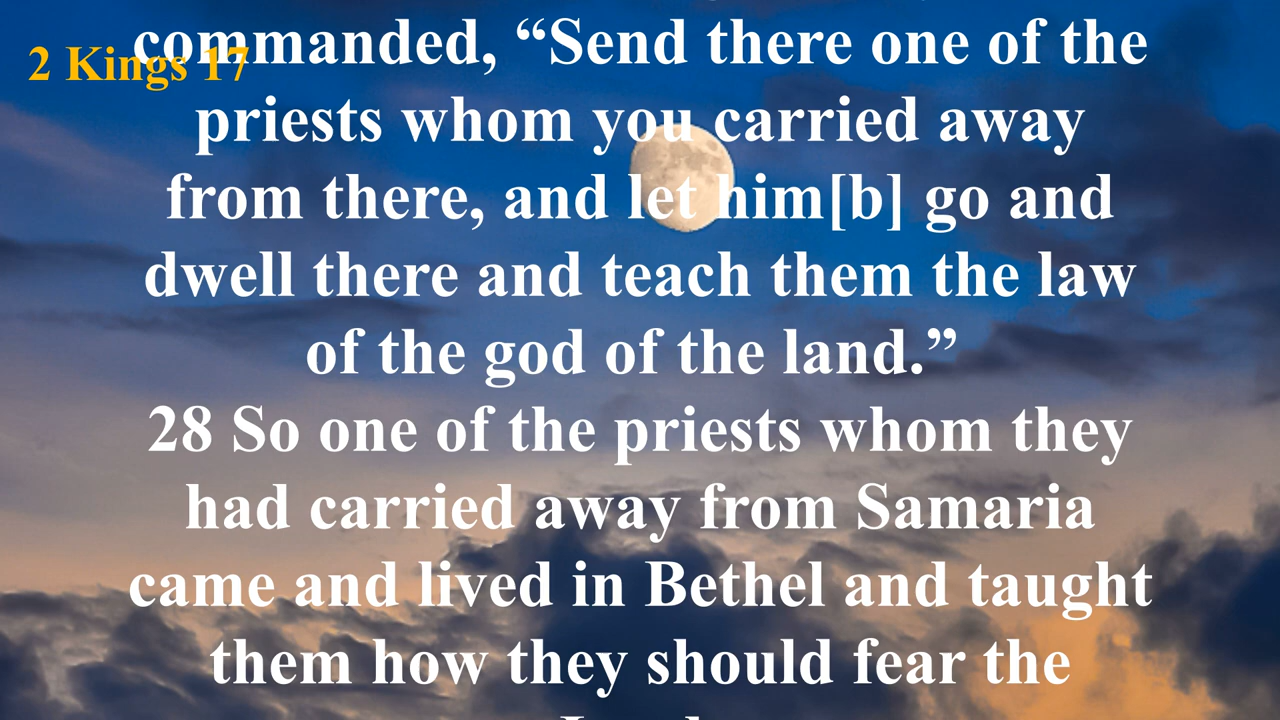 2 Kings 17
commanded, “Send there one of the
priests whom you carried away
from there, and let him[b] go and
dwell there and teach them the law
of the god of the land.”
28 So one of the priests whom they
had carried away from Samaria
came and lived in Bethel and taught
them how they should fear the